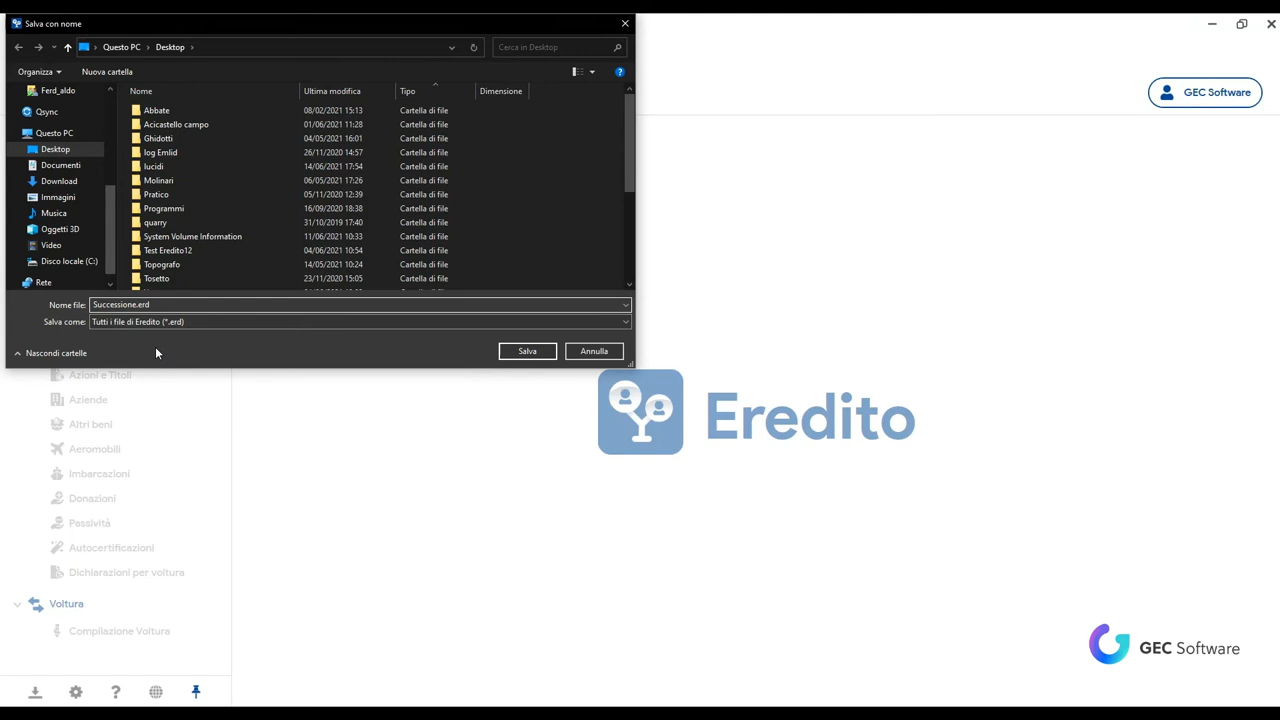 Salva con nome
Questo PC
Desktop
Cerca in Desktop
Organizza
Nuova cartella
GEC Software
Nome
Ultima modifica
Tipo
Dimensione
Ferd_aldo
Qsync
Questo PC
Desktop
Documenti
Download
Immagini
Musica
Oggetti 3D
Video
Disco locale (C:)
Rete
Abbate 08/02/2021 15:13 Cartella di file
Acicastello campo 01/06/2021 11:28 Cartella di file
Ghidotti 04/05/2021 16:01 Cartella di file
log Emlid 26/11/2020 14:57 Cartella di file
lucidi 14/06/2021 17:54 Cartella di file
Molinari 06/05/2021 17:26 Cartella di file
Pratico 05/11/2020 12:39 Cartella di file
Programmi 16/09/2020 18:38 Cartella di file
quarry 31/10/2019 17:40 Cartella di file
System Volume Information 11/06/2021 10:33 Cartella di file
Test Eredito12 04/06/2021 10:54 Cartella di file
Topografo 14/05/2021 10:24 Cartella di file
Tosetto 23/11/2020 15:05 Cartella di file
Nome file: Successione.erd
Salva come: Tutti i file di Eredito (*.erd)
Nascondi cartelle
Salva
Annulla
Azioni e Titoli
Aziende
Altri beni
Aeromobili
Imbarcazioni
Donazioni
Passività
Autocertificazioni
Dichiarazioni per voltura
Voltura
Compilazione Voltura
Eredito
GEC Software